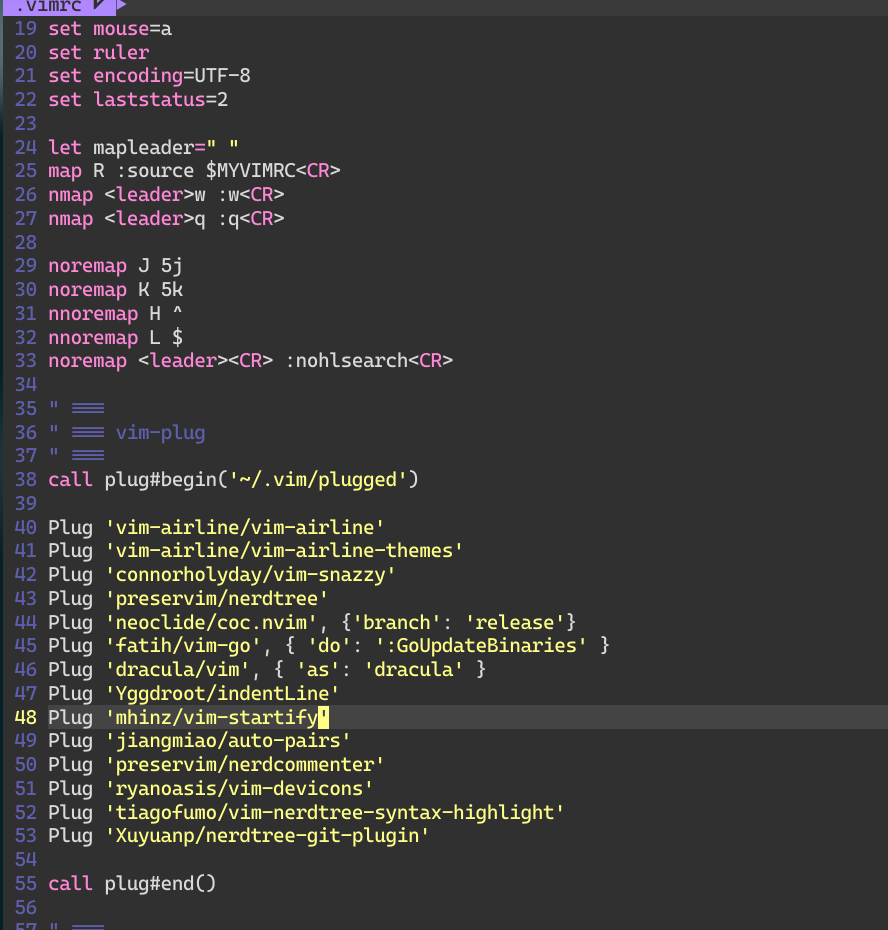 .vimrc
19 set mouse=a
20 set ruler
21 set encoding=UTF-8
22 set laststatus=2
23
24 let mapleader=" "
25 map R :source $MYVIMRC<CR>
26 nmap <leader>w :w<CR>
27 nmap <leader>q :q<CR>
28
29 noremap J 5j
30 noremap K 5k
31 nnoremap H ^
32 nnoremap L $
33 noremap <leader><CR> :nohlsearch<CR>
34
35 " ===
36 " === vim-plug
37 " ===
38 call plug#begin('~/.vim/plugged')
39
40 Plug 'vim-airline/vim-airline'
41 Plug 'vim-airline/vim-airline-themes'
42 Plug 'connorholyday/vim-snazzy'
43 Plug 'preservim/nerdtree'
44 Plug 'neoclide/coc.nvim', {'branch': 'release'}
45 Plug 'fatih/vim-go', { 'do': ':GoUpdateBinaries' }
46 Plug 'dracula/vim', { 'as': 'dracula' }
47 Plug 'Yggdroot/indentLine'
48 Plug 'mhinz/vim-startify'
49 Plug 'jiangmiao/auto-pairs'
50 Plug 'preservim/nerdcommenter'
51 Plug 'ryanoasis/vim-devicons'
52 Plug 'tiagofumo/vim-nerdtree-syntax-highlight'
53 Plug 'Xuyuanp/nerdtree-git-plugin'
54
55 call plug#end()
56
57 " ===